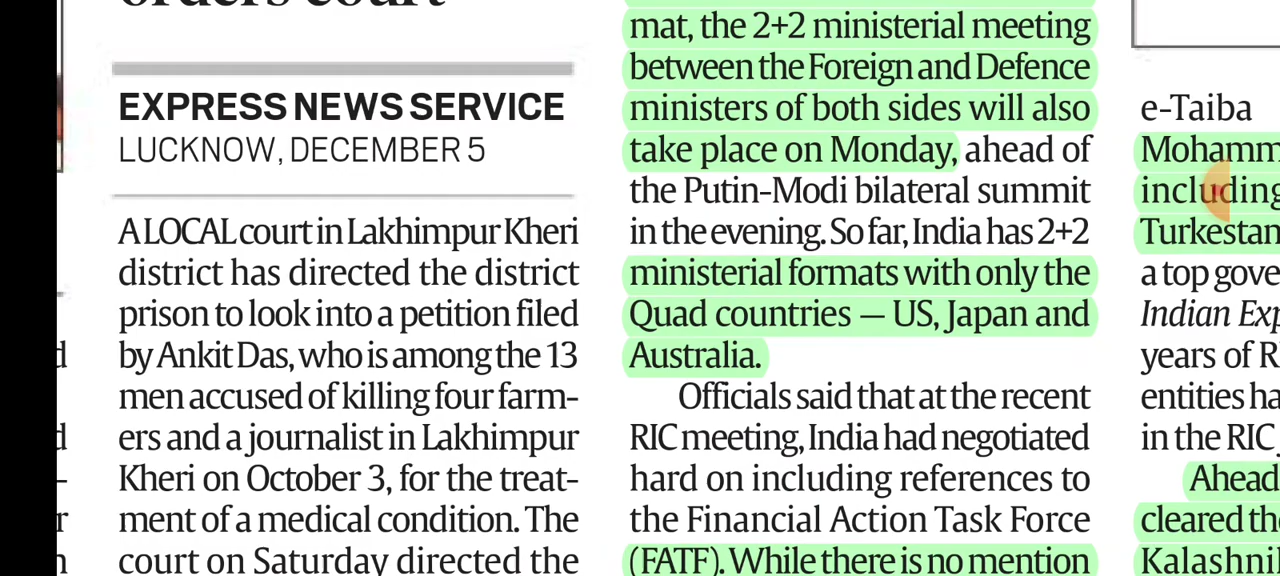 EXPRESS NEWS SERVICE
LUCKNOW, DECEMBER 5
A LOCAL court in Lakhimpur Kheri
district has directed the district
prison to look into a petition filed
by Ankit Das, who is among the 13
men accused of killing four farm-
ers and a journalist in Lakhimpur
Kheri on October 3, for the treat-
ment of a medical condition. The
court on Saturday directed the
mat, the 2+2 ministerial meeting
between the Foreign and Defence
ministers of both sides will also
take place on Monday, ahead of
the Putin-Modi bilateral summit
in the evening. So far, India has 2+2
ministerial formats with only the
Quad countries — US, Japan and
Australia.
Officials said that at the recent
RIC meeting, India had negotiated
hard on including references to
the Financial Action Task Force
(FATF). While there is no mention
e-Taiba
including
a top
Indian
years of
entities
in the RIC
Ahead
cleared